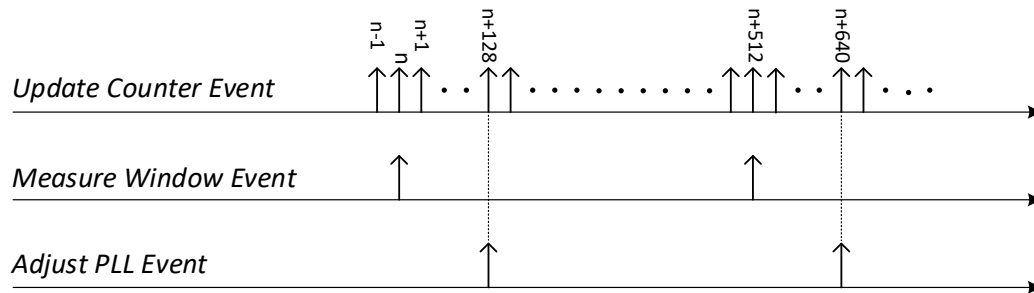 n-1
n
n+1
n+128
n+512
n+640
Update Counter Event
Measure Window Event
Adjust PLL Event